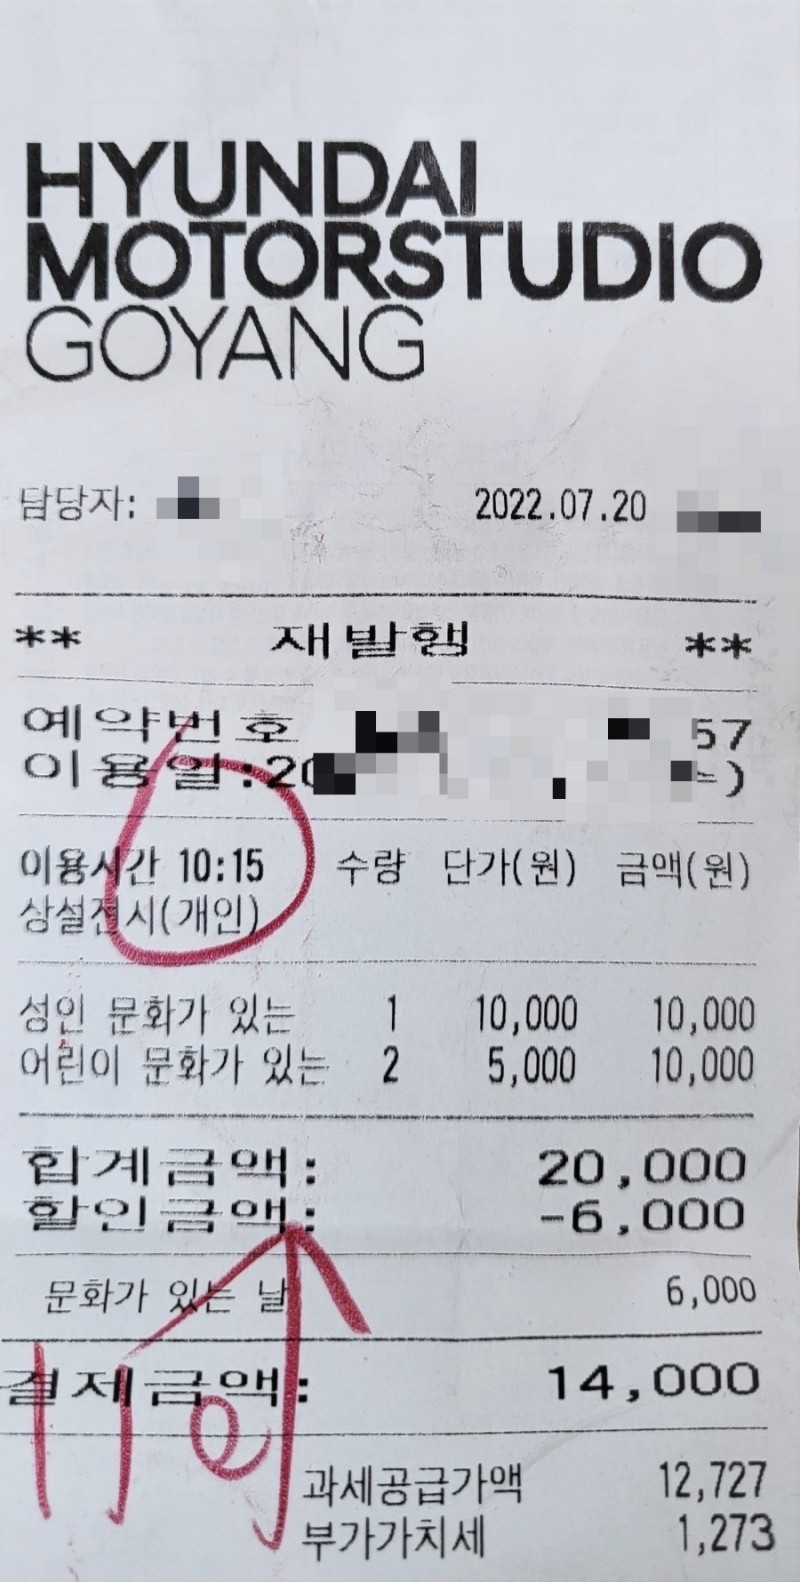 HYUNDAI
MOTORSTUDIO
GOYANG
담당자: 2022.07.20
** 재발행 **
예약번호 57
이용일:20 )
이용시간 10:15 수량 단가(원) 금액(원)
상설전시(개인)
성인 문화가 있는 1 10,000 10,000
어린이 문화가 있는 2 5,000 10,000
합계금액: 20,000
할인금액: -6,000
문화가 있는 날 6,000
결제금액: 14,000
과세공급가액 12,727
부가가치세 1,273